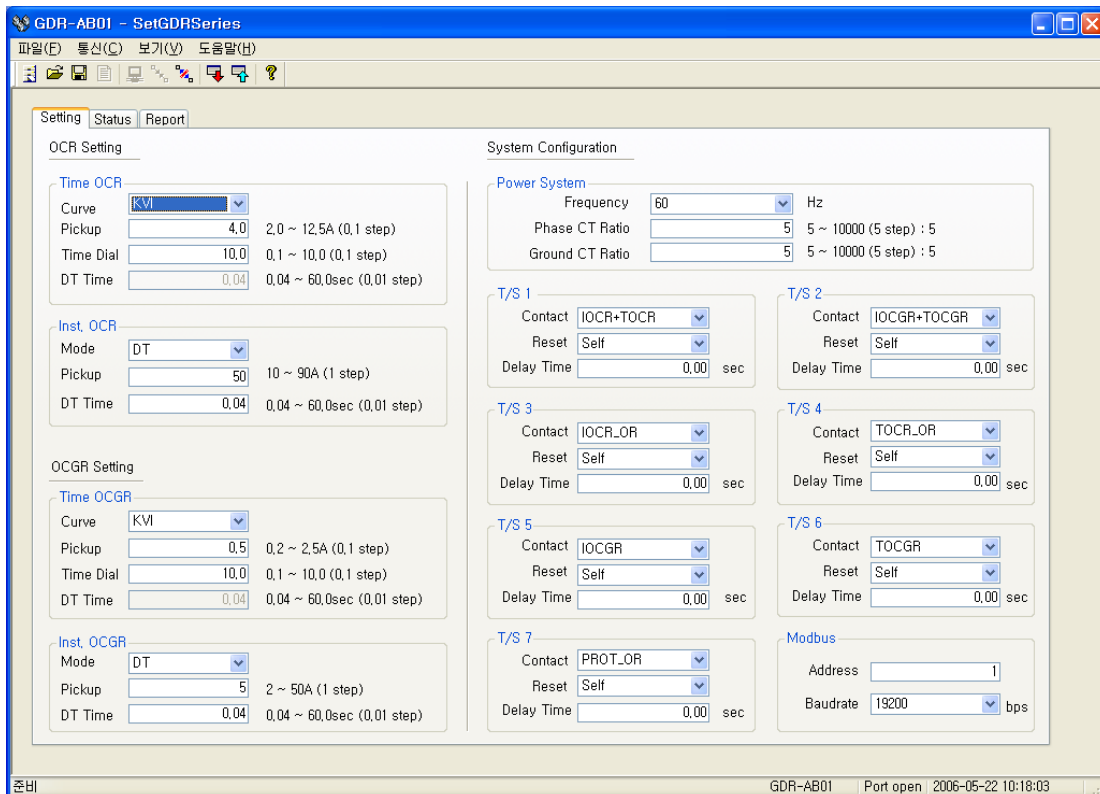 GDR-AB01 - SetGDRSeries
파일(F) 통신(C) 보기(V) 도움말(H)
Setting Status Report
OCR Setting
Time OCR
Curve KVI
Pickup 4,0 2,0 ~ 12,5A (0,1 step)
Time Dial 10,0 0,1 ~ 10,0 (0,1 step)
DT Time 0,04 0,04 ~ 60,0sec (0,01 step)
Inst, OCR
Mode DT
Pickup 50 10 ~ 90A (1 step)
DT Time 0,04 0,04 ~ 60,0sec (0,01 step)
OCGR Setting
Time OCGR
Curve KVI
Pickup 0,5 0,2 ~ 2,5A (0,1 step)
Time Dial 10,0 0,1 ~ 10,0 (0,1 step)
DT Time 0,04 0,04 ~ 60,0sec (0,01 step)
Inst, OCGR
Mode DT
Pickup 5 2 ~ 50A (1 step)
DT Time 0,04 0,04 ~ 60,0sec (0,01 step)
System Configuration
Power System
Frequency 60 Hz
Phase CT Ratio 5 5 ~ 10000 (5 step) : 5
Ground CT Ratio 5 5 ~ 10000 (5 step) : 5
T/S 1
Contact IOCR+TOCR
Reset Self
Delay Time 0,00 sec
T/S 2
Contact IOCGR+TOCGR
Reset Self
Delay Time 0,00 sec
T/S 3
Contact IOCR_OR
Reset Self
Delay Time 0,00 sec
T/S 4
Contact TOCR_OR
Reset Self
Delay Time 0,00 sec
T/S 5
Contact IOCGR
Reset Self
Delay Time 0,00 sec
T/S 6
Contact TOCGR
Reset Self
Delay Time 0,00 sec
T/S 7
Contact PROT_OR
Reset Self
Delay Time 0,00 sec
Modbus
Address 1
Baudrate 19200 bps
준비 GDR-AB01 Port open 2006-05-22 10:18:03